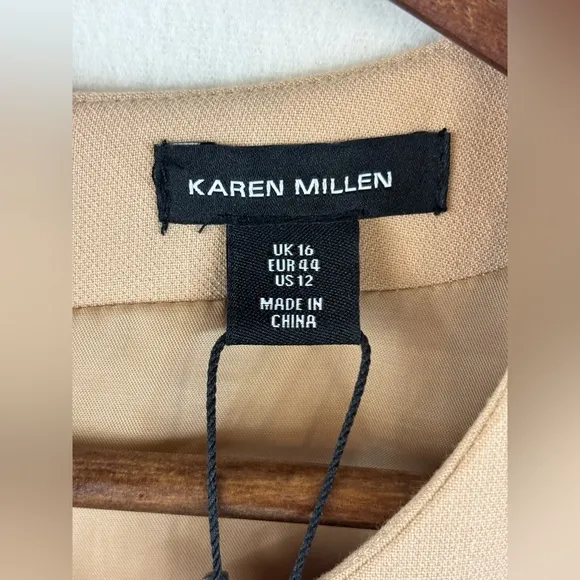 KAREN MILLEN
UK 16
EUR 44
US 12
MADE IN
CHINA